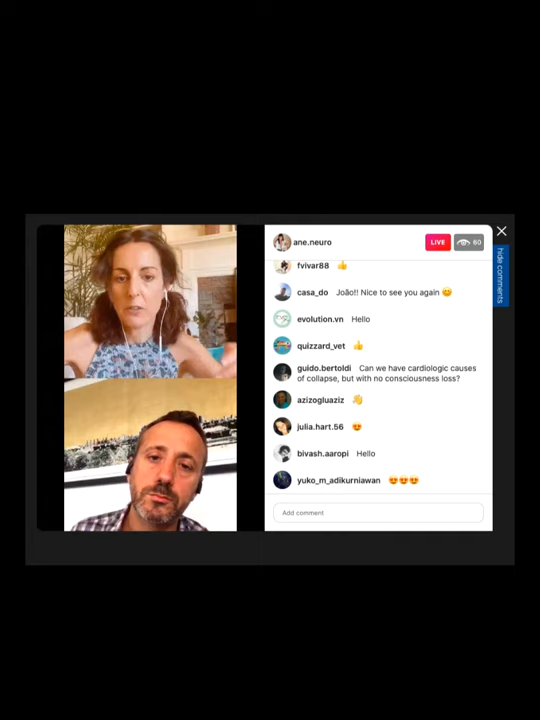 ane.neuro
LIVE
60
hide comments
fvivar88 👍
casa_do João!! Nice to see you again 😊
evolution.vn Hello
quizzard_vet 👍
guido.bertoldi Can we have cardiologic causes
of collapse, but with no consciousness loss?
azizogluaziz 👋
julia.hart.56 😍
bivash.aaropi Hello
yuko_m_adikurniawan 😍😍😍
Add comment